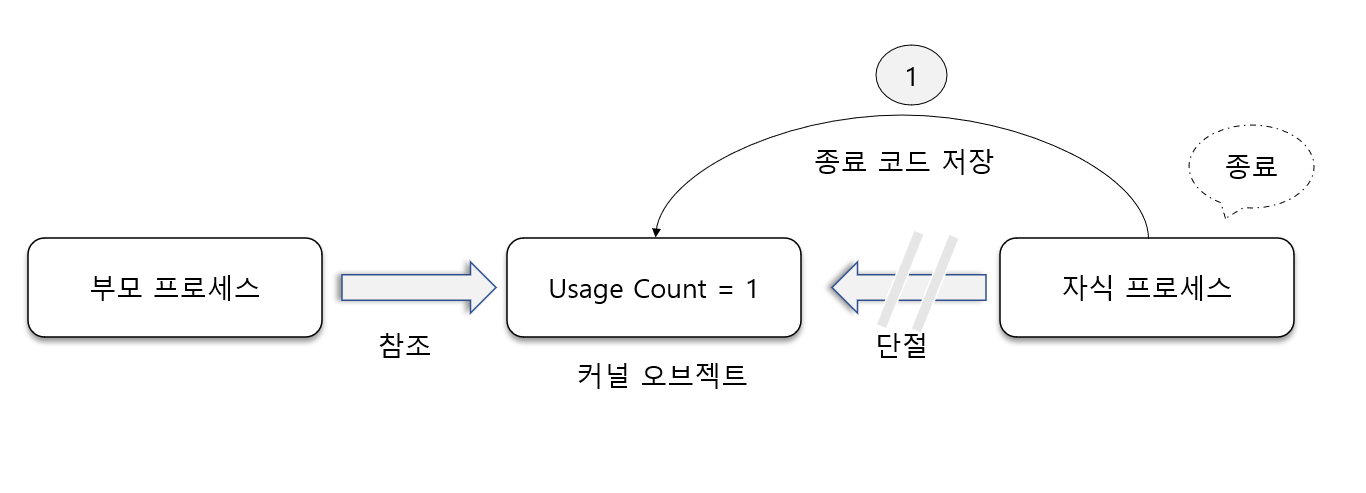 1
종료 코드 저장
종료
부모 프로세스
Usage Count = 1
자식 프로세스
참조
단절
커널 오브젝트